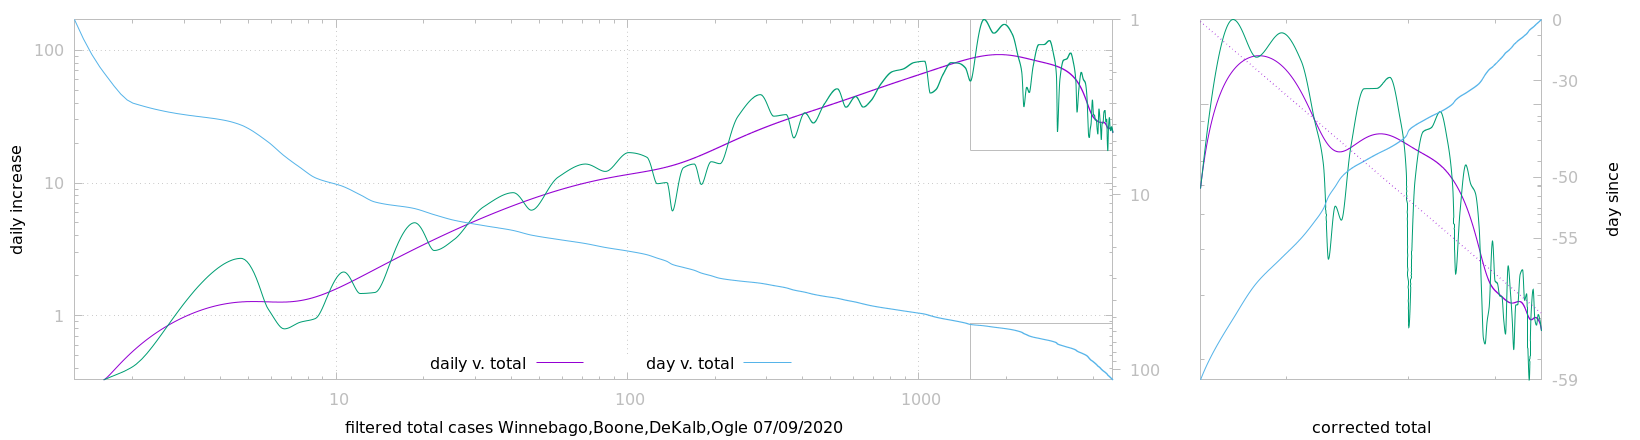 100
10
1
daily increase
1
10
100
10
100
1000
daily v. total
day v. total
filtered total cases Winnebago,Boone,DeKalb,Ogle 07/09/2020
0
-30
-50
-55
-59
day since
corrected total